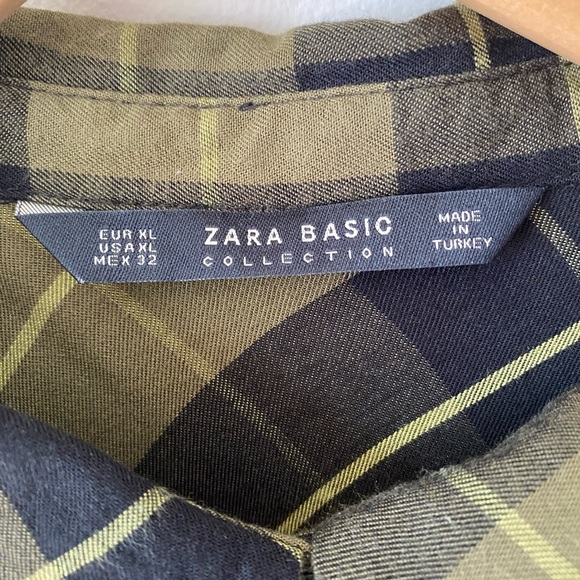 EUR XL
USA XL
MEX 32
ZARA BASIC
COLLECTION
MADE
IN
TURKEY